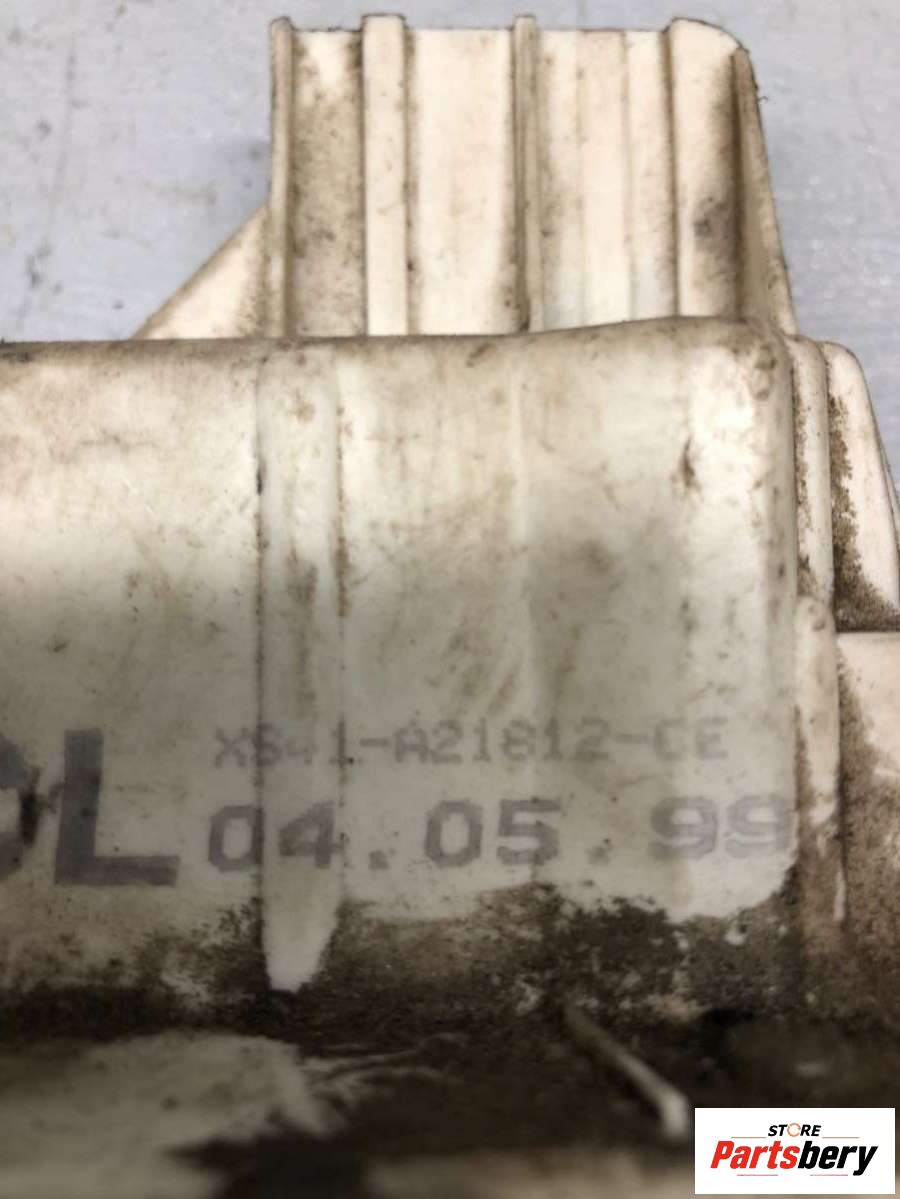 XS41-A21812-CE
DL 04.05.99
STORE
Partsbery